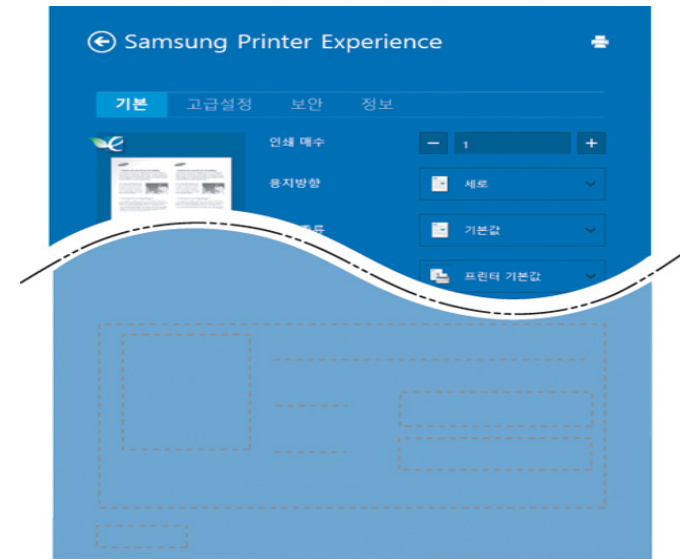 Samsung Printer Experience
기본 고급설정 보안 정보
인쇄 매수 1
용지방향 세로
기본값
프린터 기본값